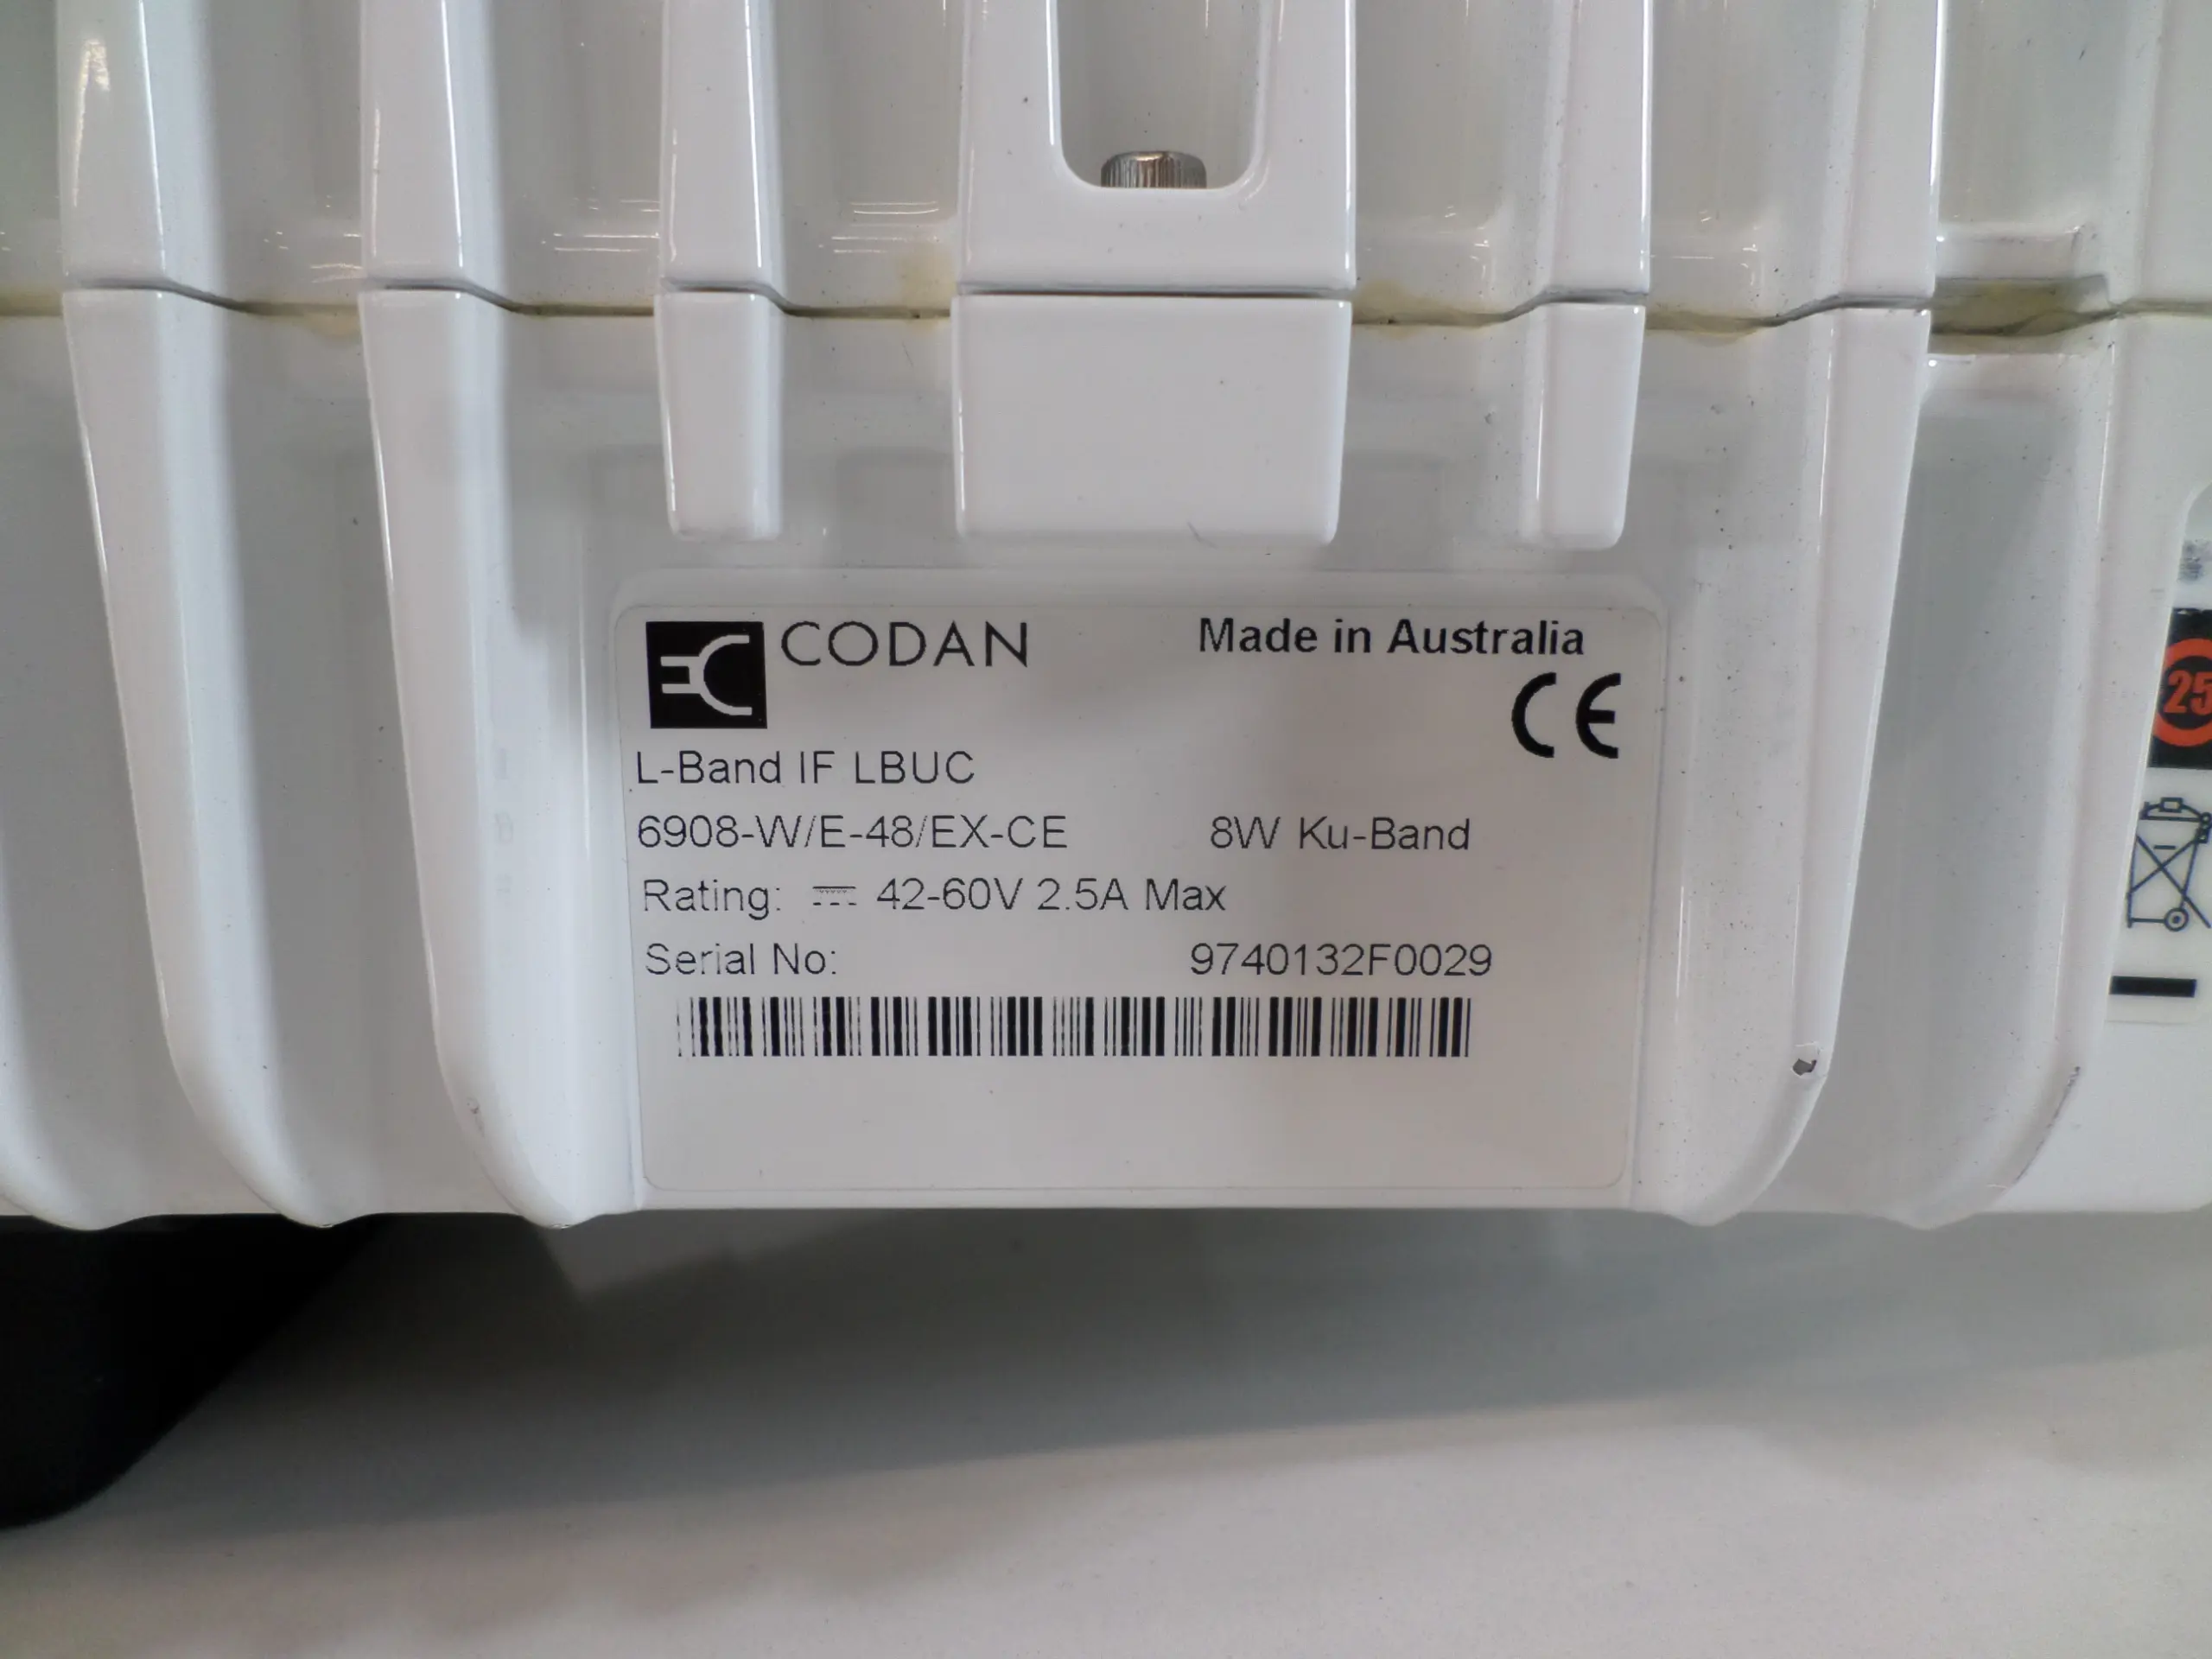 CODAN
Made in Australia
CE
L-Band IF LBUC
6908-W/E-48/EX-CE 8W Ku-Band
Rating: 42-60V 2.5A Max
Serial No: 9740132F0029
25